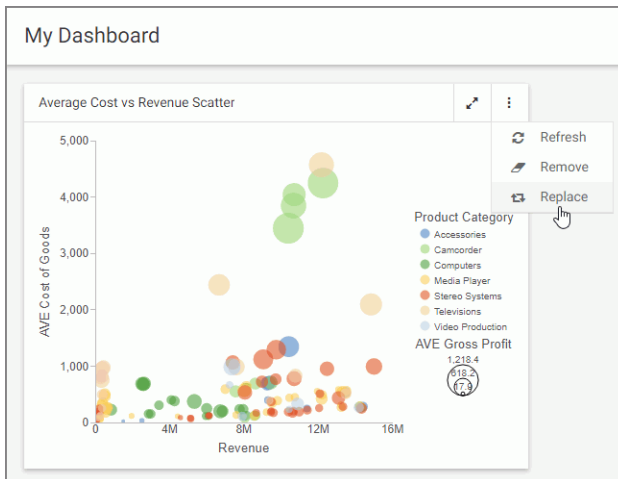 My Dashboard
Average Cost vs Revenue Scatter
Refresh
Remove
Replace
5,000
4,000
3,000
2,000
1,000
0
AVE Cost of Goods
0 4M 8M 12M 16M
Revenue
Product Category
Accessories
Camcorder
Computers
Media Player
Stereo Systems
Televisions
Video Production
AVE Gross Profit
1,218.4
618.2
17.9